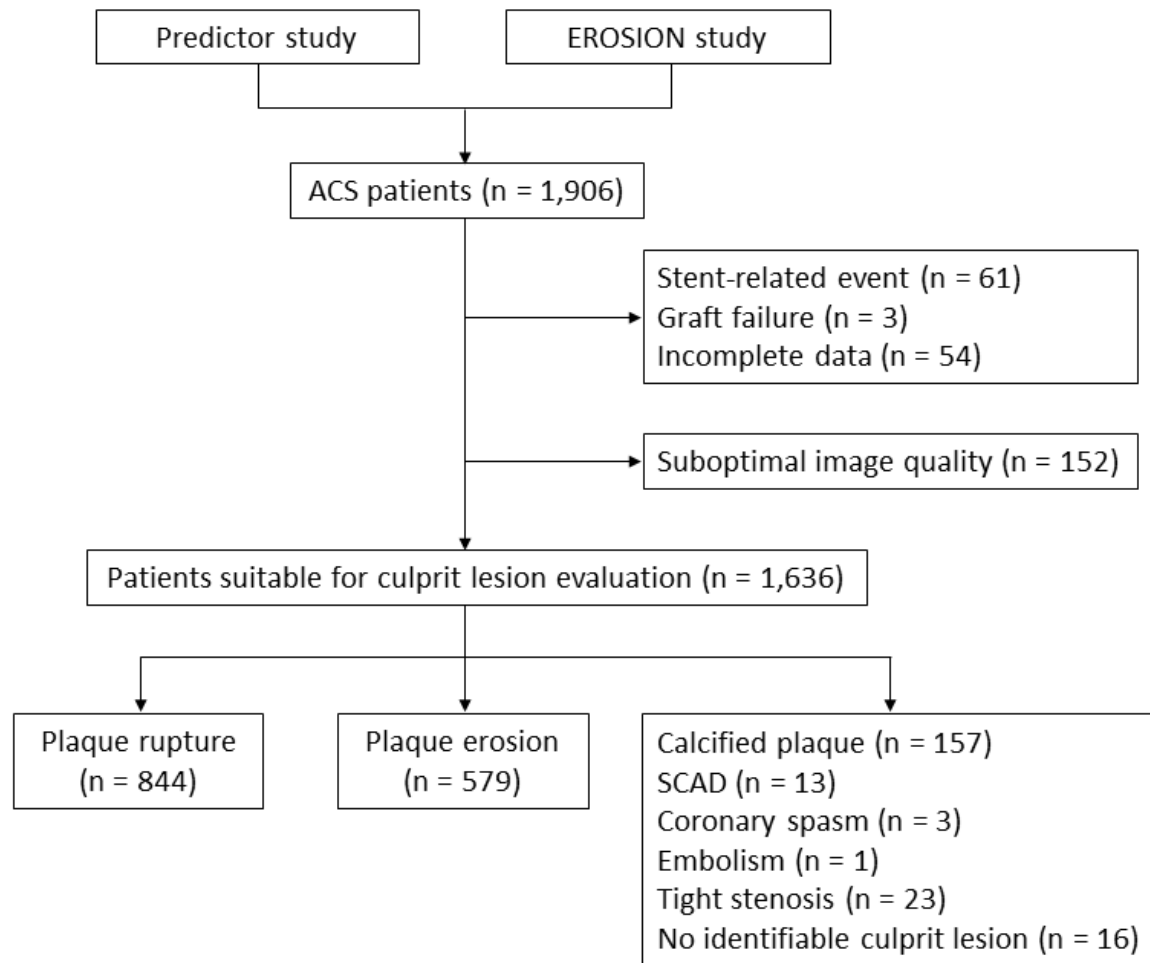 Predictor study
EROSION study
ACS patients (n = 1,906)
Stent-related event (n = 61)
Graft failure (n = 3)
Incomplete data (n = 54)
Suboptimal image quality (n = 152)
Patients suitable for culprit lesion evaluation (n = 1,636)
Plaque rupture
(n = 844)
Plaque erosion
(n = 579)
Calcified plaque (n = 157)
SCAD (n = 13)
Coronary spasm (n = 3)
Embolism (n = 1)
Tight stenosis (n = 23)
No identifiable culprit lesion (n = 16)